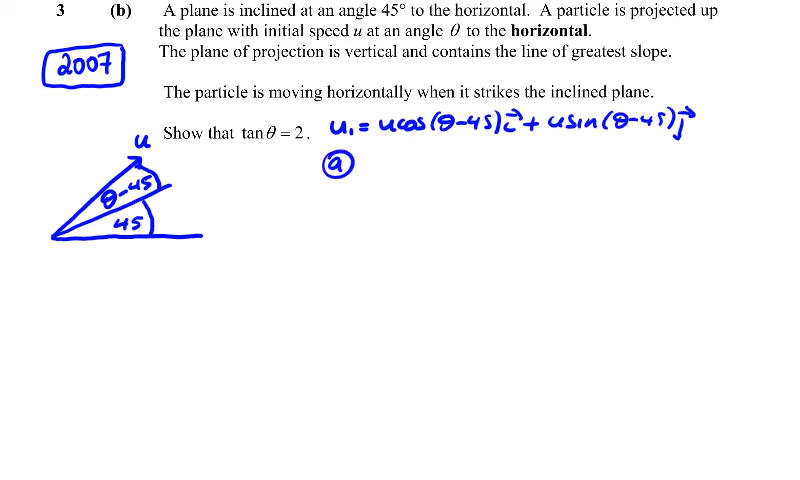 3 (b) A plane is inclined at an angle 45° to the horizontal. A particle is projected up
the plane with initial speed u at an angle θ to the horizontal.
2007
The plane of projection is vertical and contains the line of greatest slope.
The particle is moving horizontally when it strikes the inclined plane.
Show that tan θ = 2.
u₁ = u cos(θ-45)i⃗ + u sin(θ-45)j⃗
a
u
θ-45
45